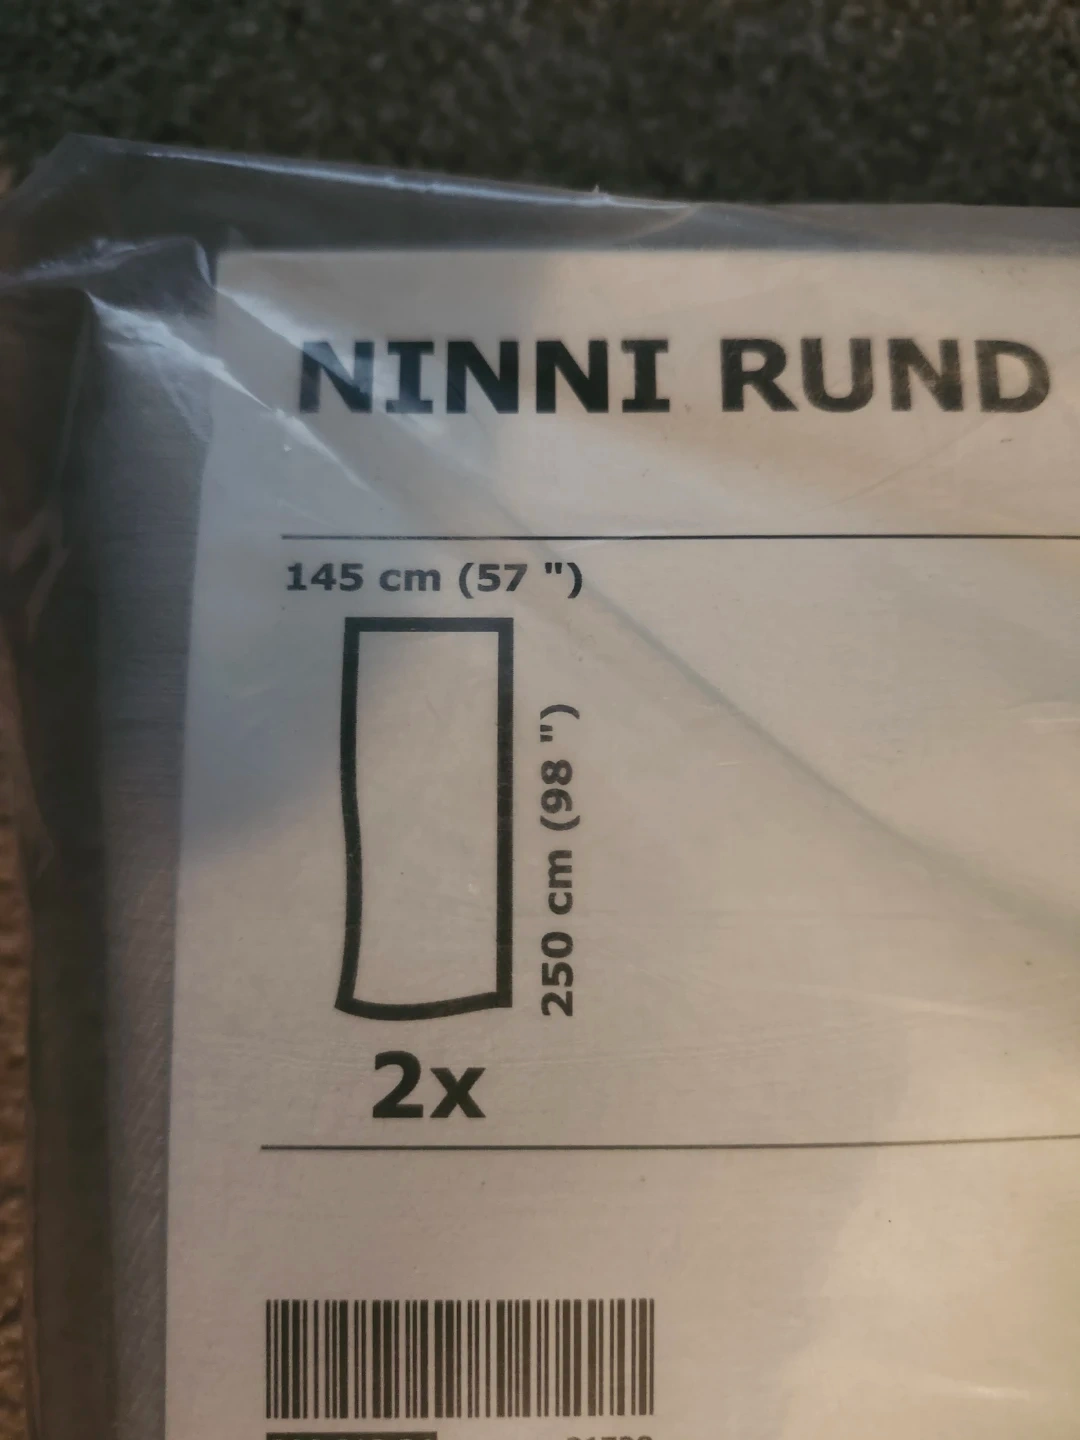 NINNI RUND
145 cm (57 ")
250 cm (98 ")
2x